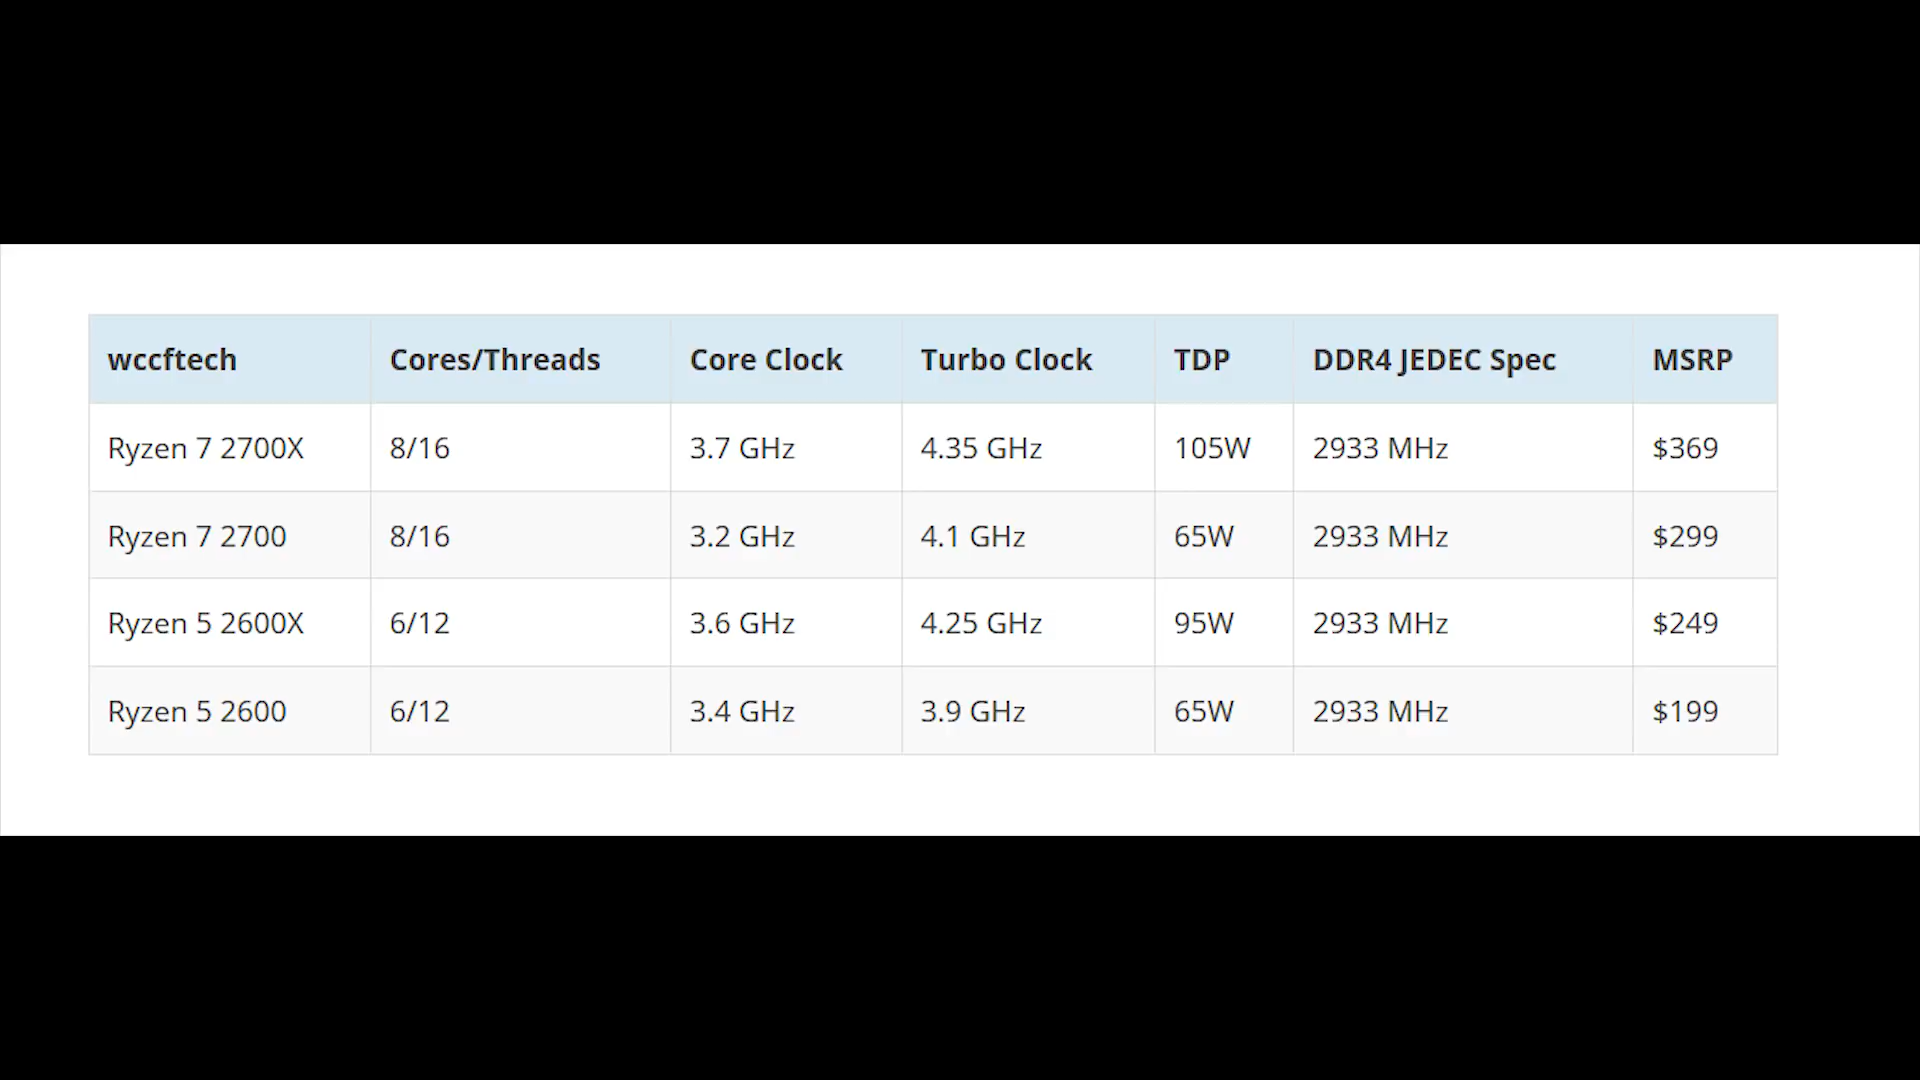 wccftech Cores/Threads Core Clock Turbo Clock TDP DDR4 JEDEC Spec MSRP
Ryzen 7 2700X 8/16 3.7 GHz 4.35 GHz 105W 2933 MHz $369
Ryzen 7 2700 8/16 3.2 GHz 4.1 GHz 65W 2933 MHz $299
Ryzen 5 2600X 6/12 3.6 GHz 4.25 GHz 95W 2933 MHz $249
Ryzen 5 2600 6/12 3.4 GHz 3.9 GHz 65W 2933 MHz $199